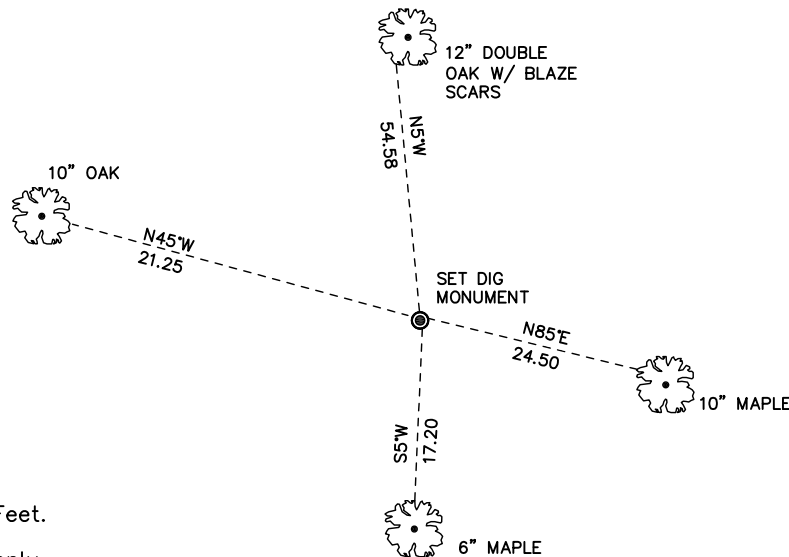 12” DOUBLE
OAK W/ BLAZE
SCARS
N5°W
54.58
10” OAK
N45°W
21.25
SET DIG
MONUMENT
N85°E
24.50
10” MAPLE
S5°W
17.20
Feet.
6” MAPLE